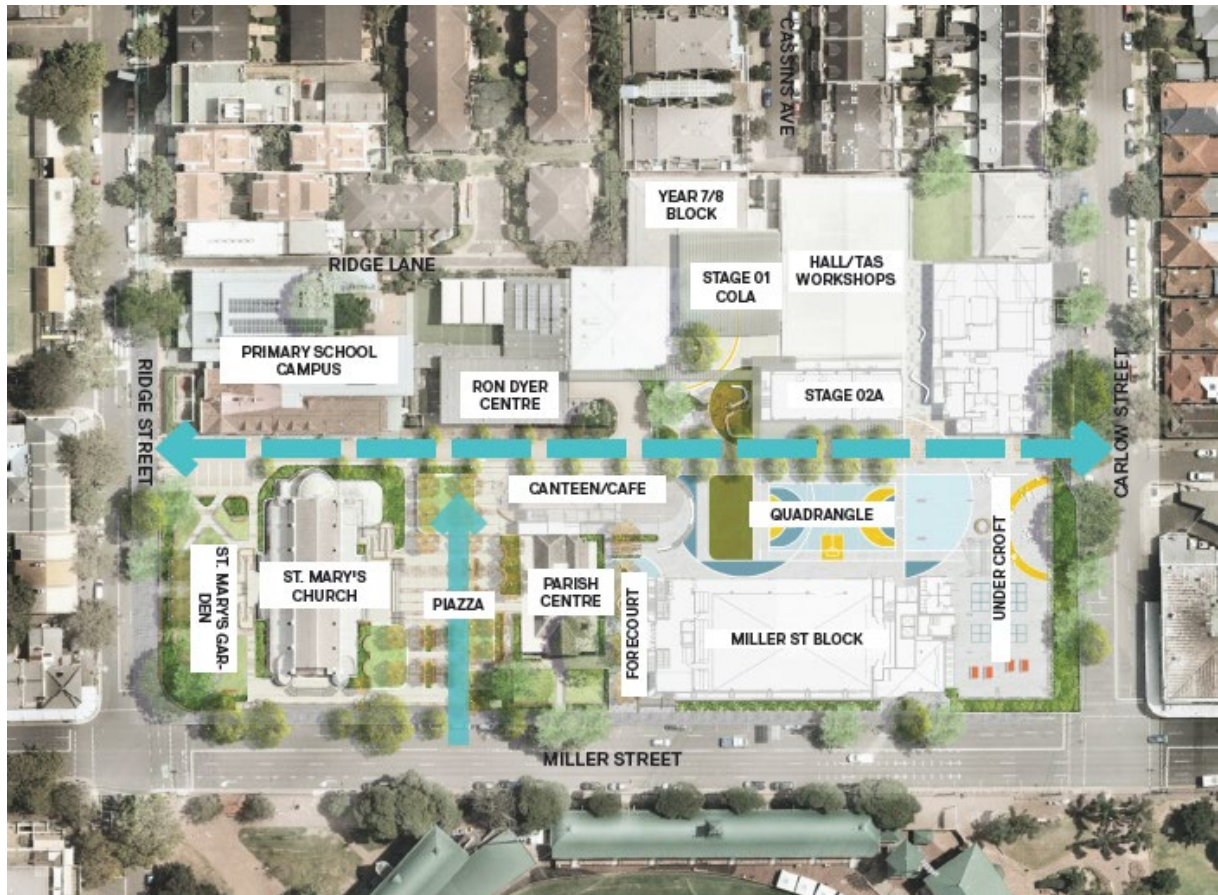 CASSINS AVE
YEAR 7/8
BLOCK
RIDGE LANE
STAGE 01
COLA
HALL/TAS
WORKSHOPS
PRIMARY SCHOOL
CAMPUS
RON DYER
CENTRE
STAGE 02A
RIDGE STREET
CARLOW STREET
CANTEEN/CAFE
QUADRANGLE
ST. MARY'S GAR-
DEN
ST. MARY'S
CHURCH
PIAZZA
PARISH
CENTRE
FORECOURT
MILLER ST BLOCK
UNDER CROFT
MILLER STREET